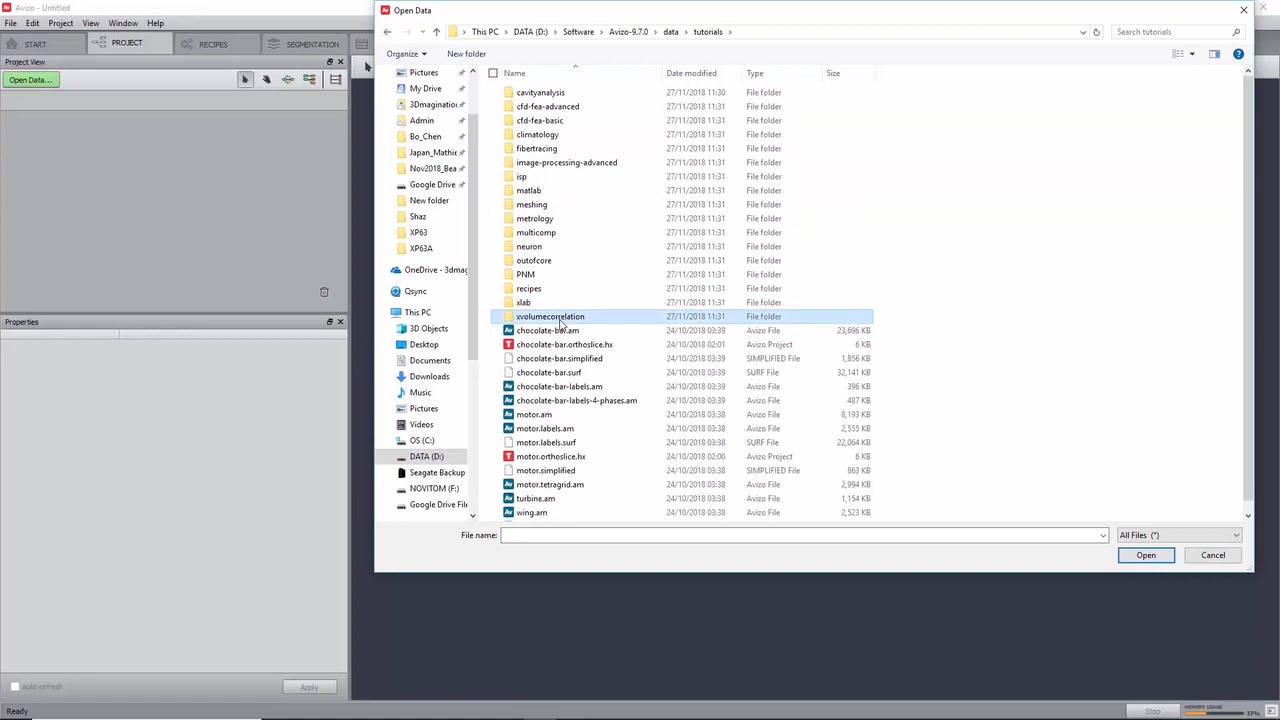 Avizo - Untitled
File Edit Project View Window Help
START PROJECT RECIPES SEGMENTATION
Project View
Open Data...
Properties
auto-refresh
Apply
Ready
Open Data
This PC > DATA (D:) > Software > Avizo-9.7.0 > data > tutorials >
Search tutorials
Organize New folder
Pictures
My Drive
3Dmagination
Admin
Bo_Chen
Japan_Mathie
Nov2018_Bea
Google Drive
New folder
Shaz
XP63
XP63A
OneDrive - 3dmag
Qsync
This PC
3D Objects
Desktop
Documents
Downloads
Music
Pictures
Videos
OS (C:)
DATA (D:)
Seagate Backup
NOVITOM (F:)
Google Drive File
Name Date modified Type Size
cavityanalysis 27/11/2018 11:30 File folder
cfd-fea-advanced 27/11/2018 11:31 File folder
cfd-fea-basic 27/11/2018 11:31 File folder
climatology 27/11/2018 11:31 File folder
fibertracing 27/11/2018 11:31 File folder
image-processing-advanced 27/11/2018 11:31 File folder
isp 27/11/2018 11:31 File folder
matlab 27/11/2018 11:31 File folder
meshing 27/11/2018 11:31 File folder
metrology 27/11/2018 11:31 File folder
multicomp 27/11/2018 11:31 File folder
neuron 27/11/2018 11:31 File folder
outofcore 27/11/2018 11:31 File folder
PNM 27/11/2018 11:31 File folder
recipes 27/11/2018 11:31 File folder
xlab 27/11/2018 11:31 File folder
xvolumecorrelation 27/11/2018 11:31 File folder
chocolate-bar.am 24/10/2018 03:39 Avizo File 23,696 KB
chocolate-bar.orthoslice.hx 24/10/2018 02:01 Avizo Project 6 KB
chocolate-bar.simplified 24/10/2018 03:39 SIMPLIFIED File 1,856 KB
chocolate-bar.surf 24/10/2018 03:39 SURF File 32,141 KB
chocolate-bar-labels.am 24/10/2018 03:39 Avizo File 396 KB
chocolate-bar-labels-4-phases.am 24/10/2018 03:39 Avizo File 487 KB
motor.am 24/10/2018 03:38 Avizo File 8,193 KB
motor.labels.am 24/10/2018 03:38 Avizo File 2,555 KB
motor.labels.surf 24/10/2018 03:38 SURF File 22,064 KB
motor.orthoslice.hx 24/10/2018 02:00 Avizo Project 6 KB
motor.simplified 24/10/2018 03:38 SIMPLIFIED File 863 KB
motor.tetragrid.am 24/10/2018 03:38 Avizo File 2,994 KB
turbine.am 24/10/2018 03:38 Avizo File 1,154 KB
wing.am 24/10/2018 03:38 Avizo File 2,523 KB
File name:
All Files (*)
Open Cancel
Stop
MEMORY USAGE
37%